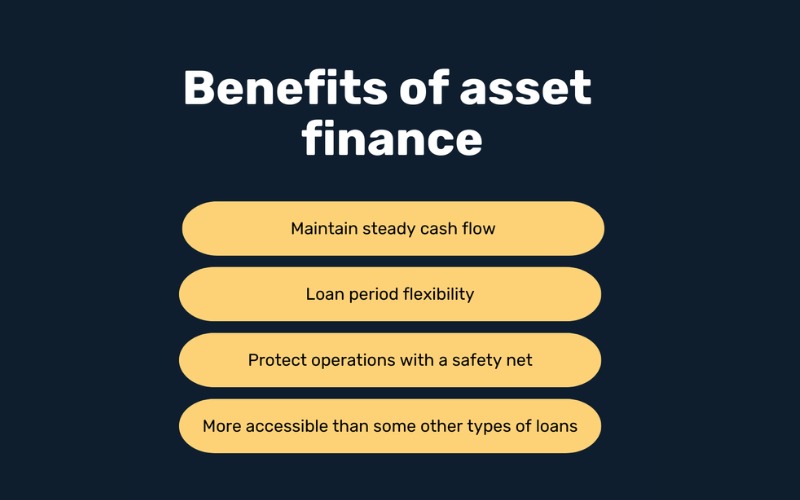 Benefits of asset
finance
Maintain steady cash flow
Loan period flexibility
Protect operations with a safety net
More accessible than some other types of loans